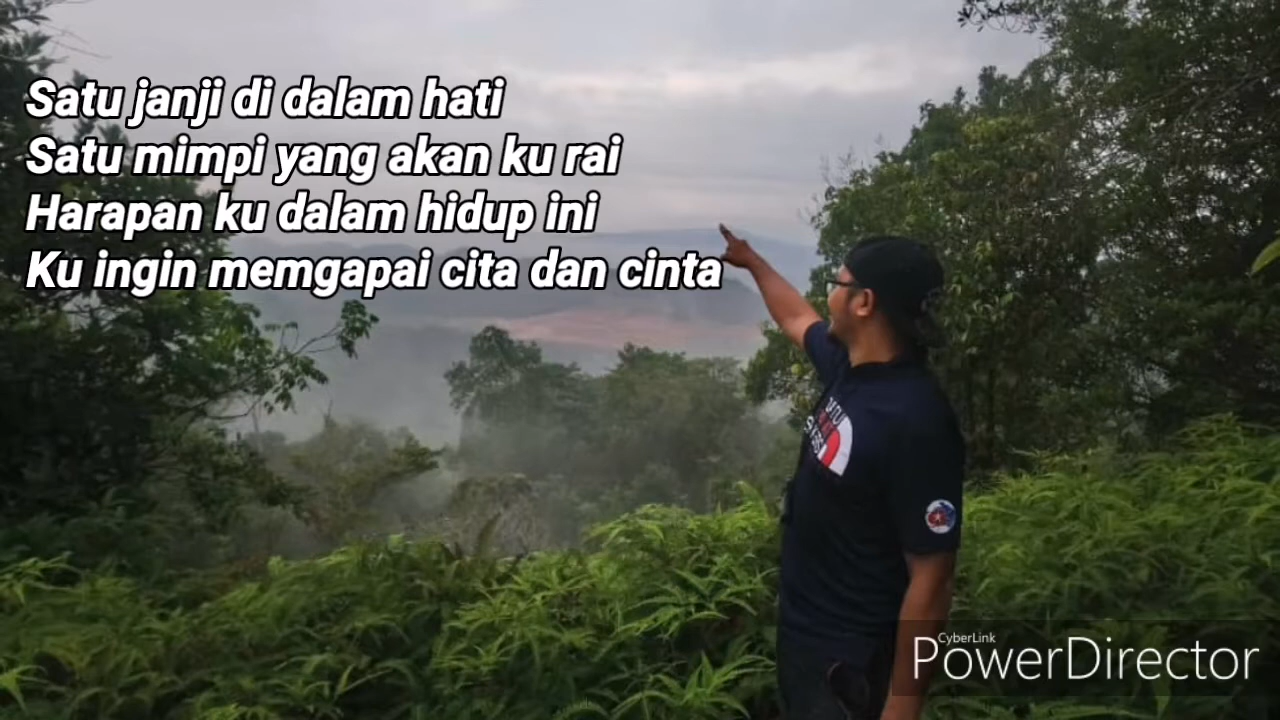 Satu janji di dalam hati
Satu mimpi yang akan ku rai
Harapan ku dalam hidup ini
Ku ingin memgapai cita dan cinta
CyberLink
PowerDirector